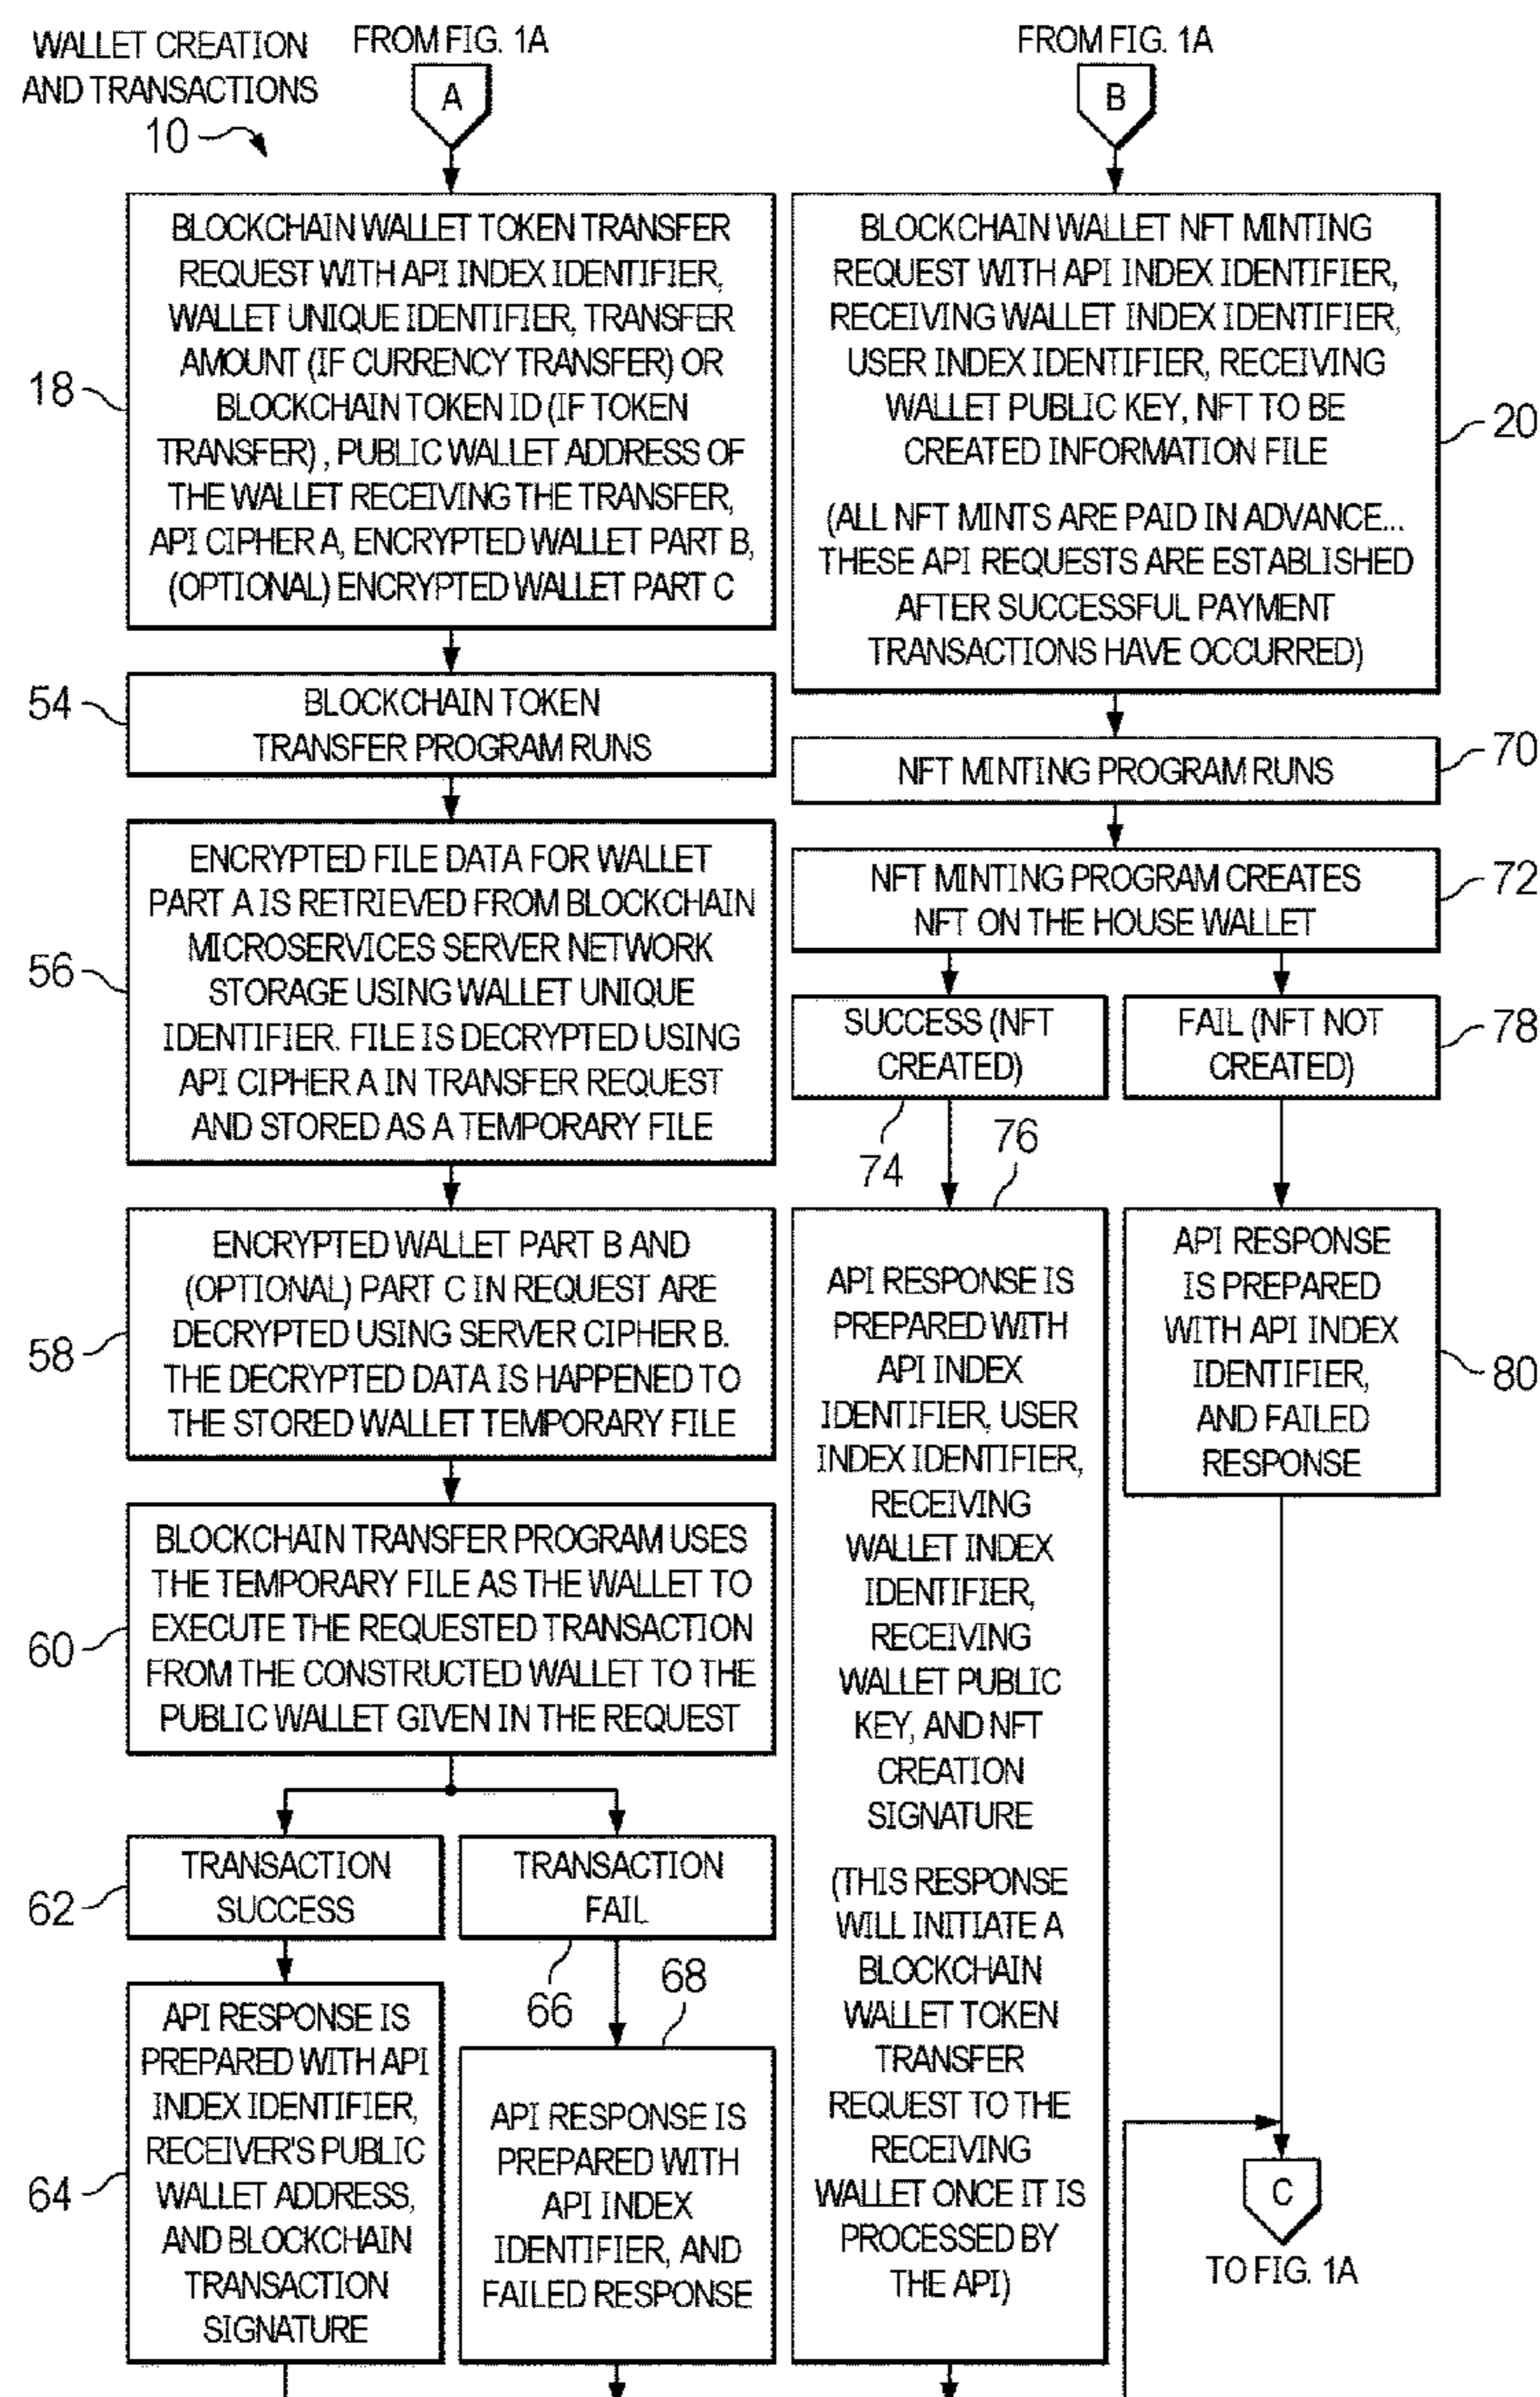 WALLET CREATION
AND TRANSACTIONS
10
FROM FIG. 1A
A
BLOCKCHAIN WALLET TOKEN TRANSFER
REQUEST WITH API INDEX IDENTIFIER,
WALLET UNIQUE IDENTIFIER, TRANSFER
AMOUNT (IF CURRENCY TRANSFER) OR
BLOCKCHAIN TOKEN ID (IF TOKEN
TRANSFER), PUBLIC WALLET ADDRESS OF
THE WALLET RECEIVING THE TRANSFER,
API CIPHER A, ENCRYPTED WALLET PART B,
(OPTIONAL) ENCRYPTED WALLET PART C
18
BLOCKCHAIN TOKEN
TRANSFER PROGRAM RUNS
54
ENCRYPTED FILE DATA FOR WALLET
PART A IS RETRIEVED FROM BLOCKCHAIN
MICROSERVICES SERVER NETWORK
STORAGE USING WALLET UNIQUE
IDENTIFIER. FILE IS DECRYPTED USING
API CIPHER A IN TRANSFER REQUEST
AND STORED AS A TEMPORARY FILE
56
ENCRYPTED WALLET PART B AND
(OPTIONAL) PART C IN REQUEST ARE
DECRYPTED USING SERVER CIPHER B.
THE DECRYPTED DATA IS HAPPENED TO
THE STORED WALLET TEMPORARY FILE
58
BLOCKCHAIN TRANSFER PROGRAM USES
THE TEMPORARY FILE AS THE WALLET TO
EXECUTE THE REQUESTED TRANSACTION
FROM THE CONSTRUCTED WALLET TO THE
PUBLIC WALLET GIVEN IN THE REQUEST
60
TRANSACTION
SUCCESS
62
TRANSACTION
FAIL
66
API RESPONSE IS
PREPARED WITH API
INDEX IDENTIFIER,
RECEIVER'S PUBLIC
WALLET ADDRESS,
AND BLOCKCHAIN
TRANSACTION
SIGNATURE
64
68
API RESPONSE IS
PREPARED WITH
API INDEX
IDENTIFIER, AND
FAILED RESPONSE
FROM FIG. 1A
B
BLOCKCHAIN WALLET NFT MINTING
REQUEST WITH API INDEX IDENTIFIER,
RECEIVING WALLET INDEX IDENTIFIER,
USER INDEX IDENTIFIER, RECEIVING
WALLET PUBLIC KEY, NFT TO BE
CREATED INFORMATION FILE
(ALL NFT MINTS ARE PAID IN ADVANCE...
THESE API REQUESTS ARE ESTABLISHED
AFTER SUCCESSFUL PAYMENT
TRANSACTIONS HAVE OCCURRED)
20
NFT MINTING PROGRAM RUNS
70
NFT MINTING PROGRAM CREATES
NFT ON THE HOUSE WALLET
72
SUCCESS (NFT
CREATED)
74
FAIL (NFT NOT
CREATED)
78
76
API RESPONSE IS
PREPARED WITH
API INDEX
IDENTIFIER, USER
INDEX IDENTIFIER,
RECEIVING
WALLET INDEX
IDENTIFIER,
RECEIVING
WALLET PUBLIC
KEY, AND NFT
CREATION
SIGNATURE
(THIS RESPONSE
WILL INITIATE A
BLOCKCHAIN
WALLET TOKEN
TRANSFER
REQUEST TO THE
RECEIVING
WALLET ONCE IT IS
PROCESSED BY
THE API)
API RESPONSE
IS PREPARED
WITH API INDEX
IDENTIFIER,
AND FAILED
RESPONSE
80
C
TO FIG. 1A